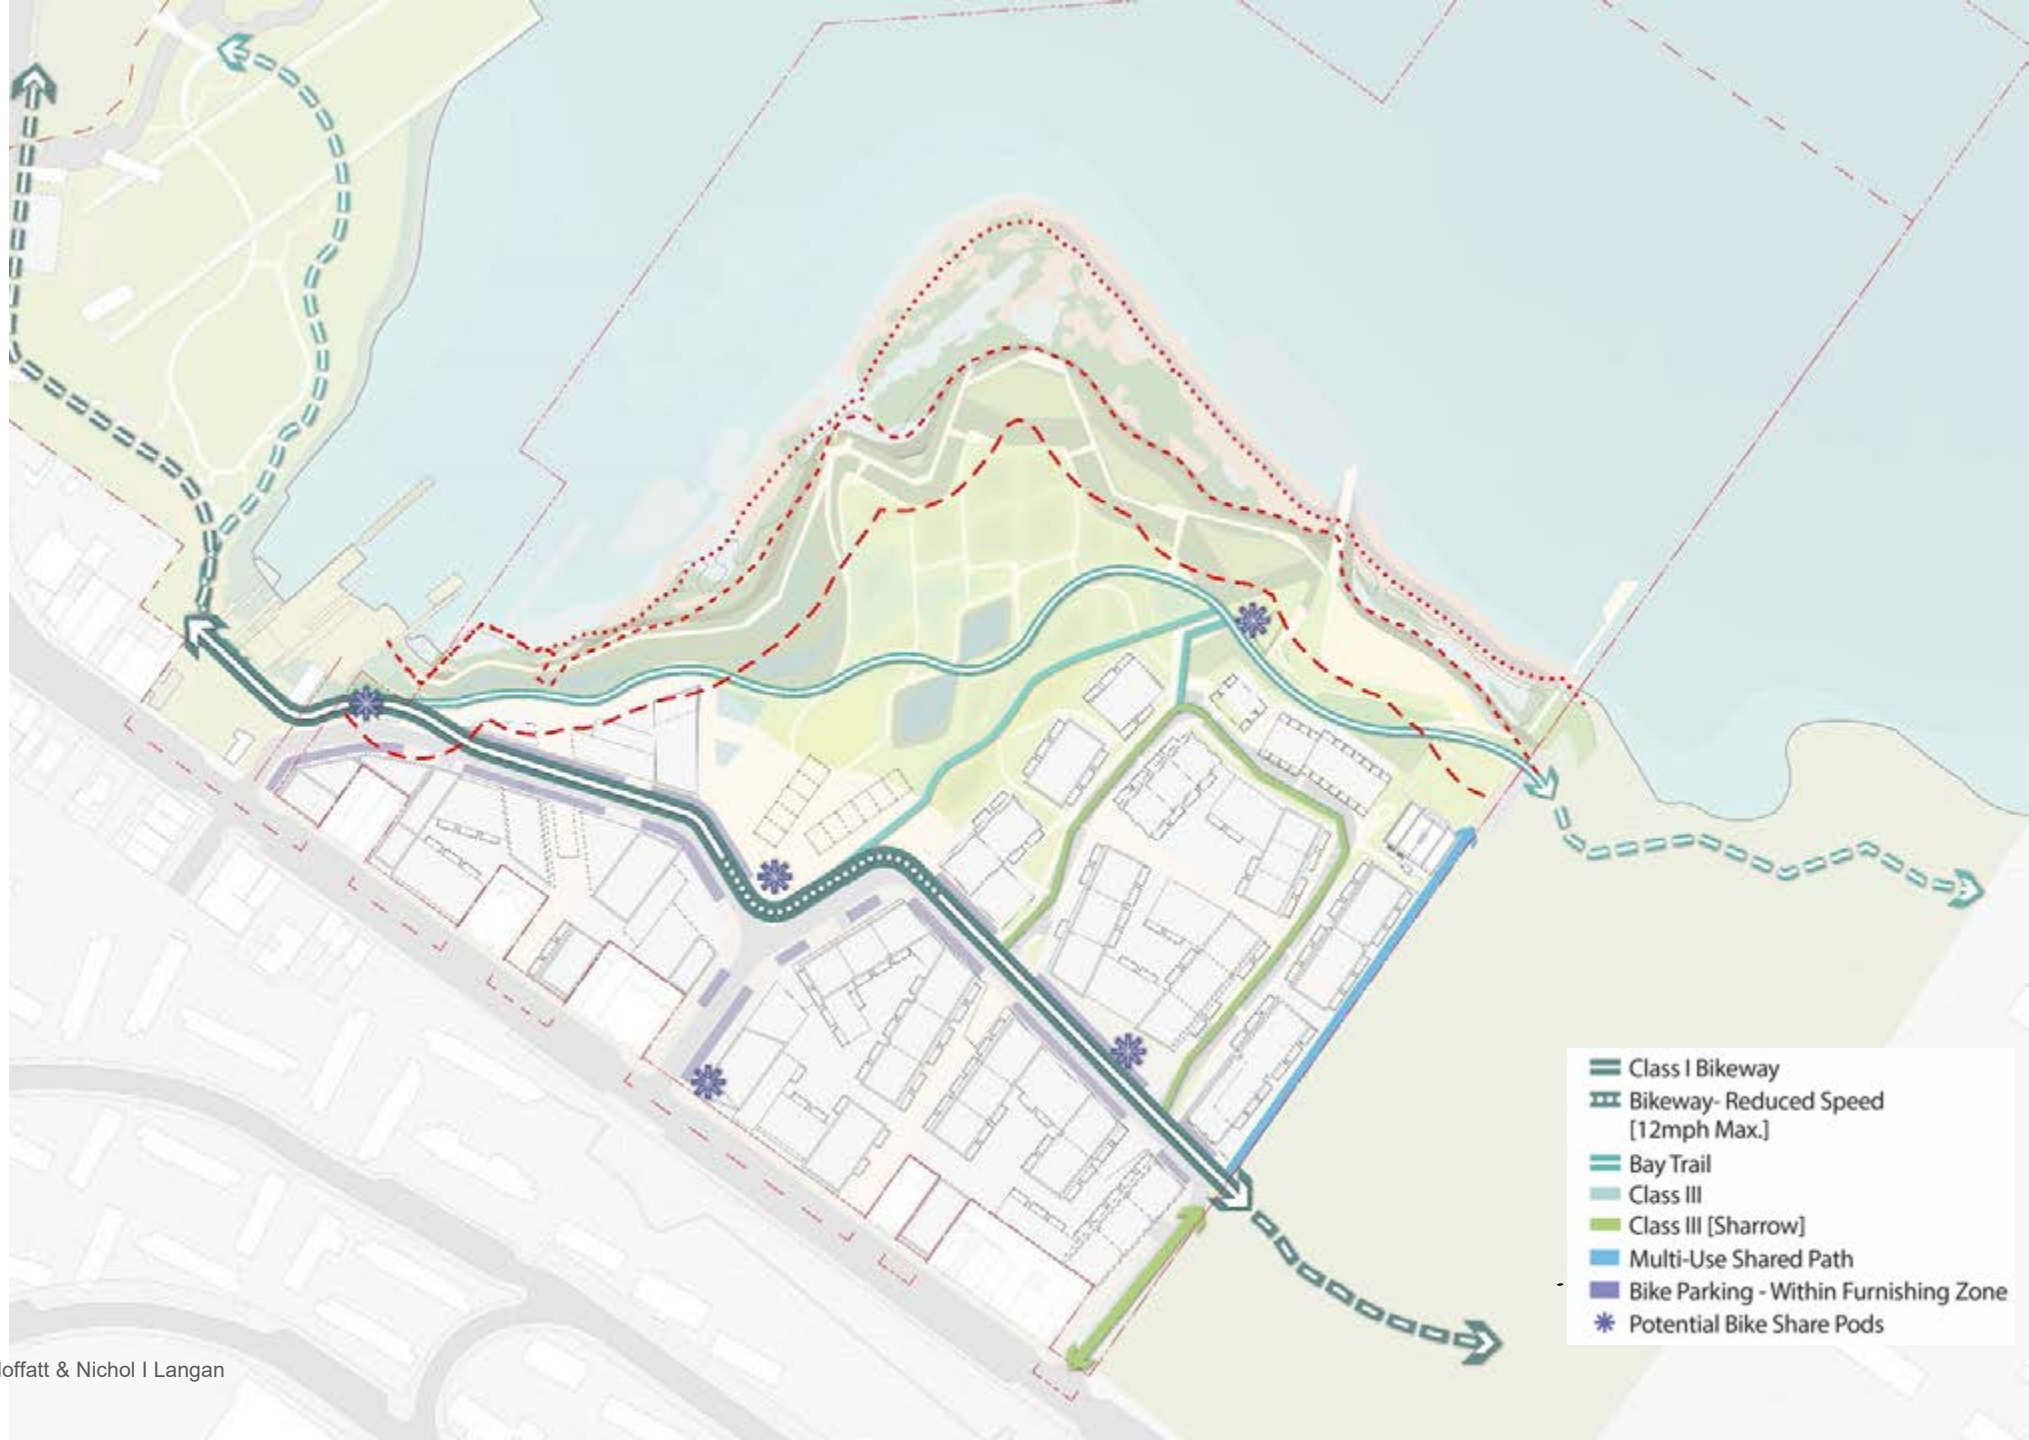 Class I Bikeway
Bikeway- Reduced Speed
[12mph Max.]
Bay Trail
Class III
Class III [Sharrow]
Multi-Use Shared Path
Bike Parking - Within Furnishing Zone
Potential Bike Share Pods
& Nichol I Langan